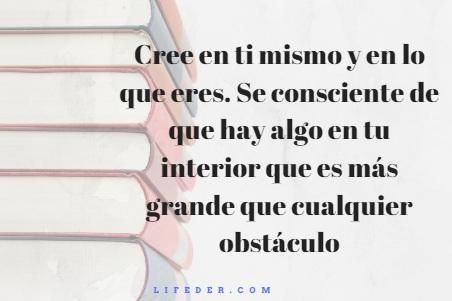 Cree en ti mismo y en lo
que eres. Se consciente de
que hay algo en tu
interior que es más
grande que cualquier
obstáculo
LIFEDER.COM